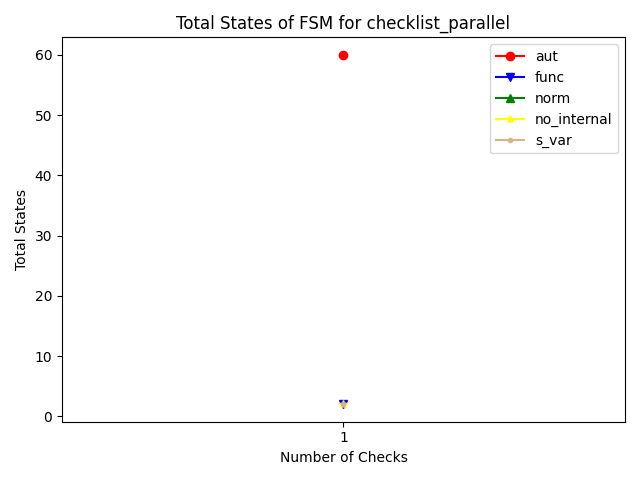 Total States of FSM for checklist_parallel
aut
func
norm
no_internal
s_var
60
50
40
30
20
10
0
Total States
1
Number of Checks